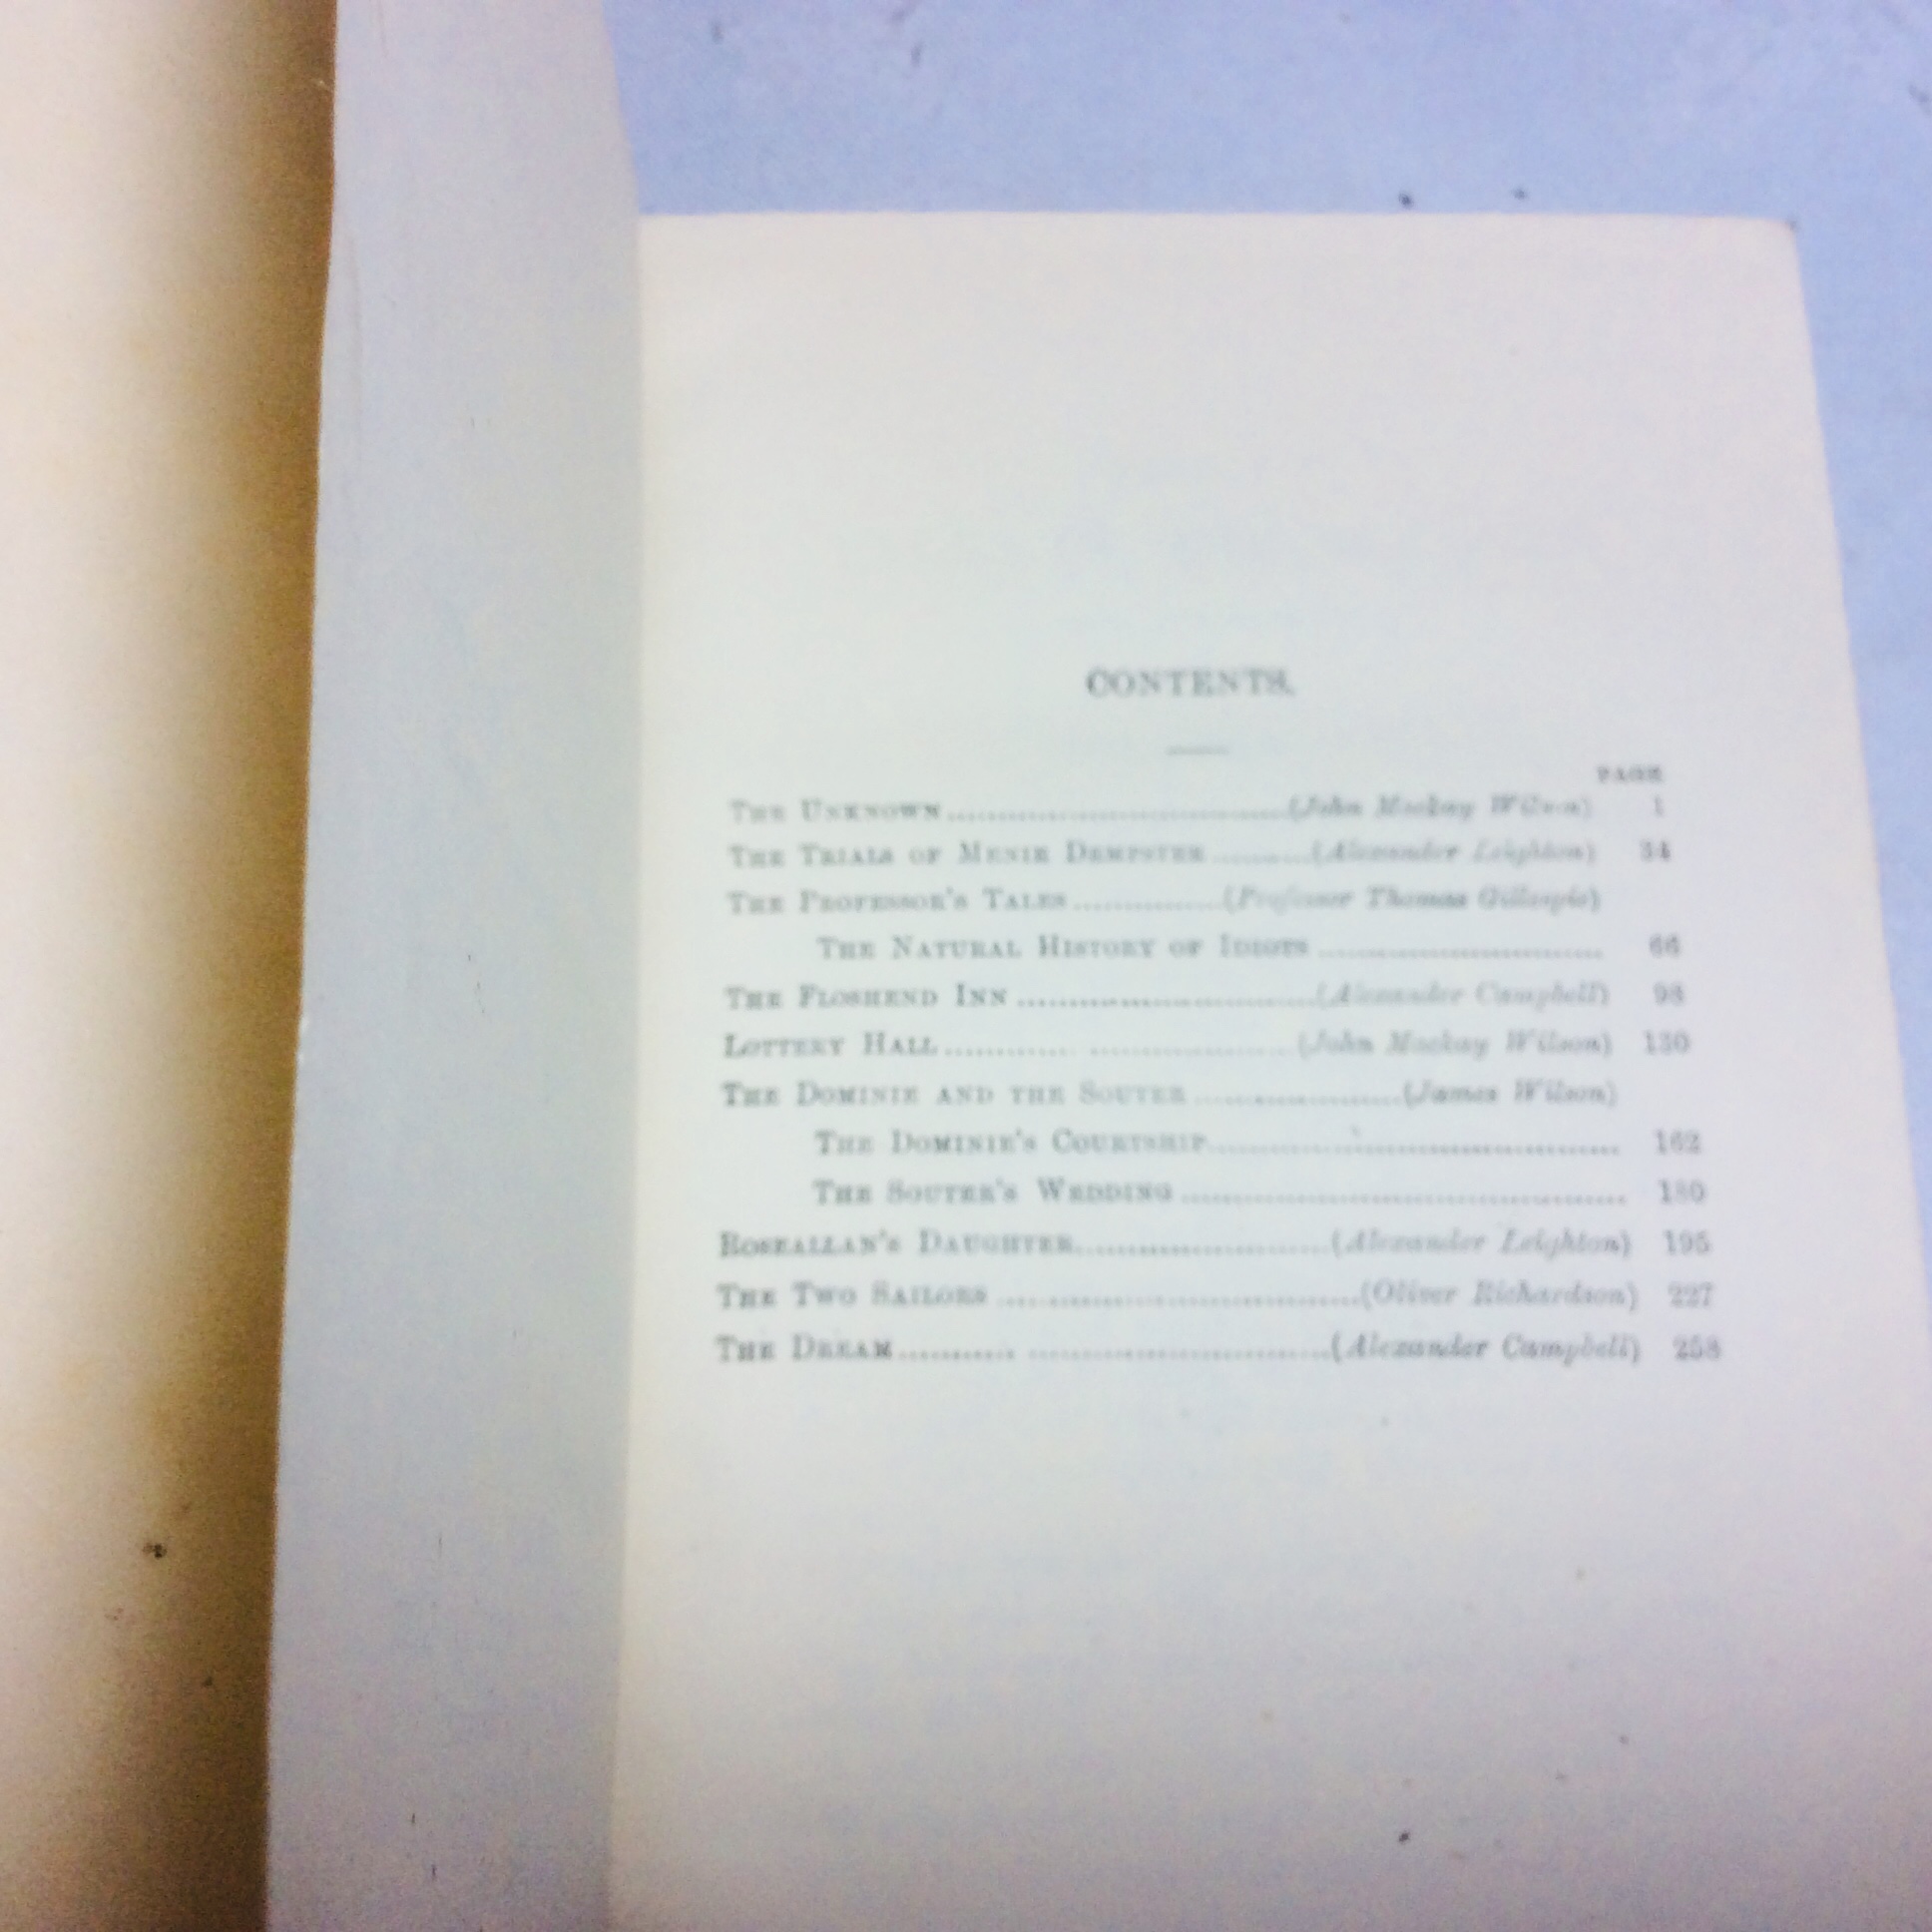 CONTENTS.
PAGE
THE UNKNOWN (John Mackay Wilson) 1
THE TRIALS OF MENIE DEMPSTER (Alexander Leighton) 34
THE PROFESSOR'S TALES (Professor Thomas Gillespie)
THE NATURAL HISTORY OF IDIOTS 66
THE FLOSHEND INN (Alexander Campbell) 98
LOTTERY HALL (John Mackay Wilson) 130
THE DOMINIE AND THE SOUTER (James Wilson)
THE DOMINIE'S COURTSHIP 162
THE SOUTER'S WEDDING 180
ROSEALLAN'S DAUGHTER (Alexander Leighton) 195
THE TWO SAILORS (Oliver Richardson) 227
THE DREAM (Alexander Campbell) 258